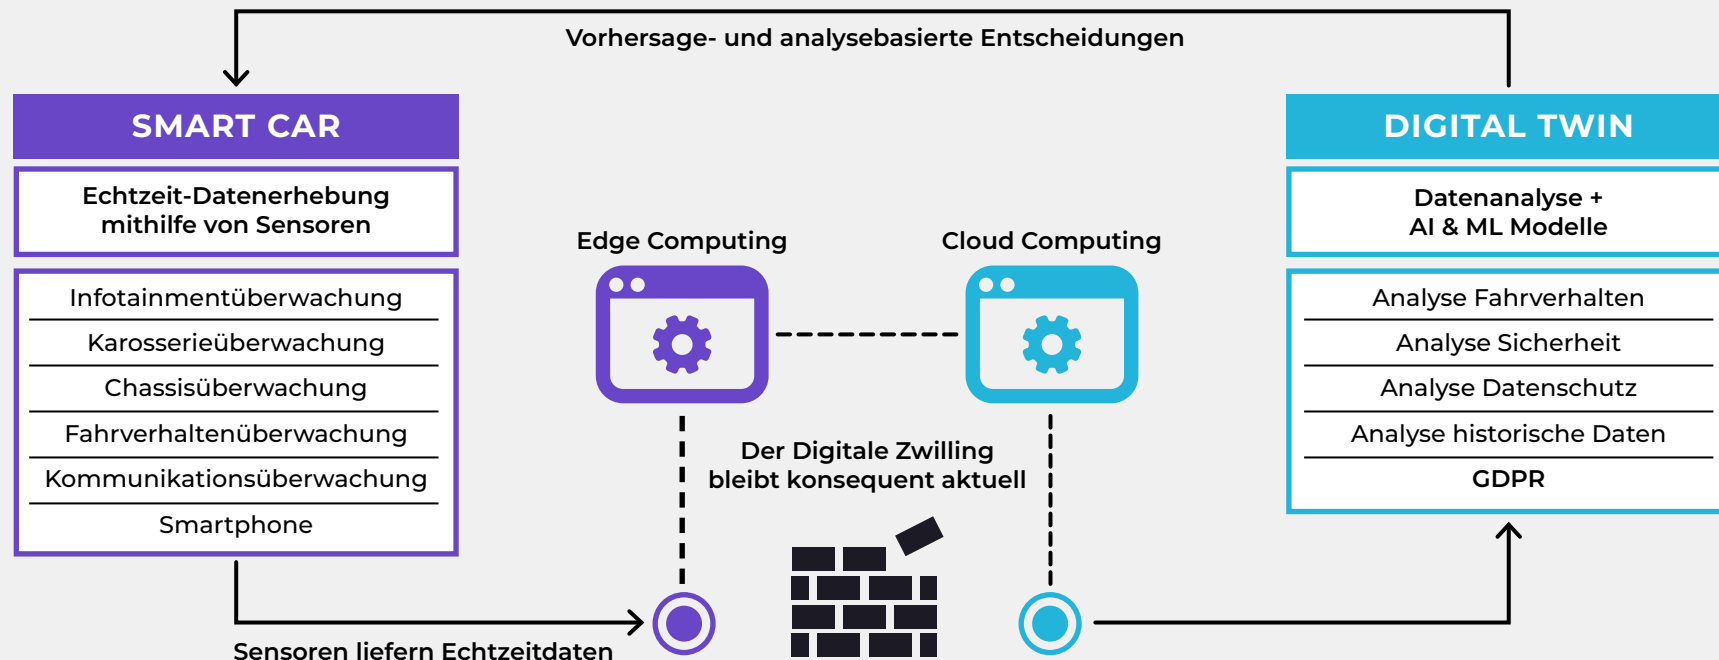 Vorhersage- und analysebasierte Entscheidungen
SMART CAR
Echtzeit-Datenerhebung
mithilfe von Sensoren
Infotainmentüberwachung
Karosserieüberwachung
Chassisüberwachung
Fahrverhaltenüberwachung
Kommunikationsüberwachung
Smartphone
Sensoren liefern Echtzeitdaten
Edge Computing
Cloud Computing
Der Digitale Zwilling
bleibt konsequent aktuell
DIGITAL TWIN
Datenanalyse +
AI & ML Modelle
Analyse Fahrverhalten
Analyse Sicherheit
Analyse Datenschutz
Analyse historische Daten
GDPR